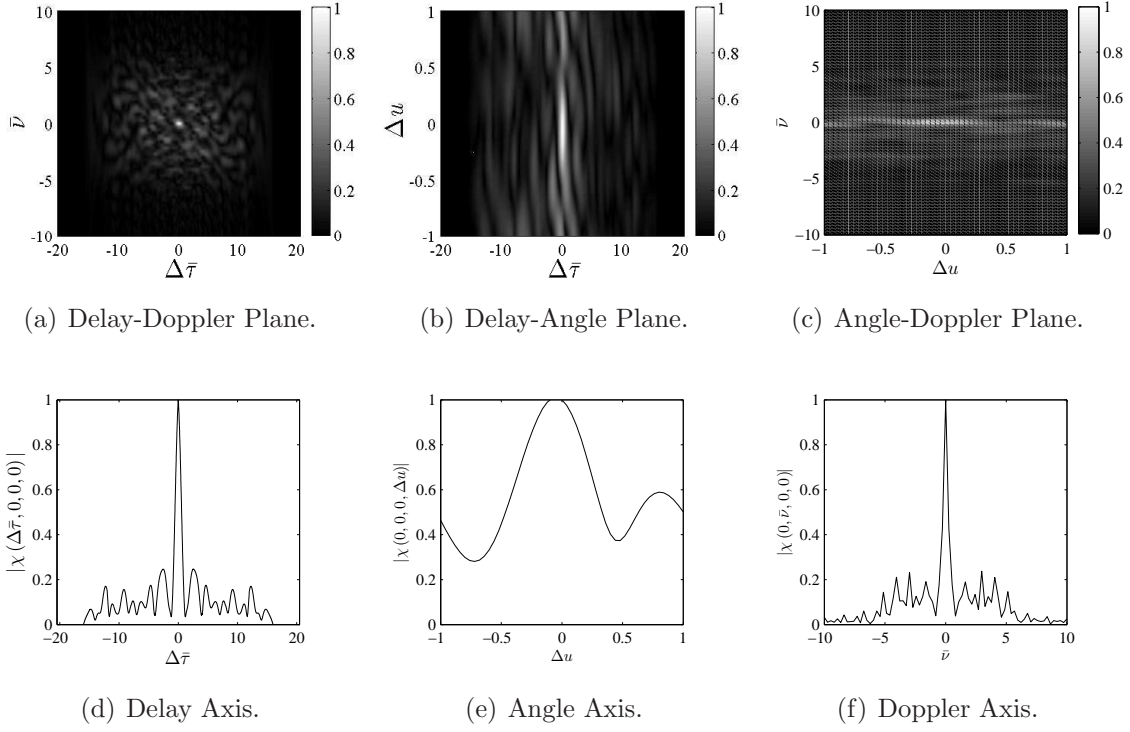 10
5
0
-5
-10
-20 -10 0 10 20
1
0.8
0.6
0.4
0.2
0
ν̄
Δτ̄
(a) Delay-Doppler Plane.
1
0.5
0
0.5
1
-20 -10 0 10 20
1
0.8
0.6
0.4
0.2
0
Δu
Δτ̄
(b) Delay-Angle Plane.
10
5
0
−5
−10
−1 −0.5 0 0.5 1
1
0.8
0.6
0.4
0.2
0
ν̄
Δu
(c) Angle-Doppler Plane.
1
0.8
0.6
0.4
0.2
0
−20 −10 0 10 20
|χ(Δτ̄, 0, 0, 0)|
Δτ̄
(d) Delay Axis.
1
0.8
0.6
0.4
0.2
0
−1 −0.5 0 0.5 1
|χ(0, 0, 0, Δu)|
Δu
(e) Angle Axis.
1
0.8
0.6
0.4
0.2
0
−10 −5 0 5 10
|χ(0, ν̄, 0, 0)|
ν̄
(f) Doppler Axis.